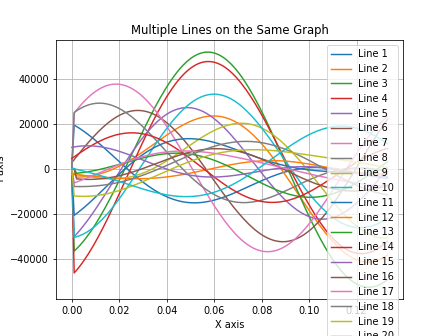 Multiple Lines on the Same Graph
40000
20000
0
−20000
−40000
0.00 0.02 0.04 0.06 0.08 0.10
X axis
axis
Line 1
Line 2
Line 3
Line 4
Line 5
Line 6
Line 7
Line 8
Line 9
Line 10
Line 11
Line 12
Line 13
Line 14
Line 15
Line 16
Line 17
Line 18
Line 19
Line 20